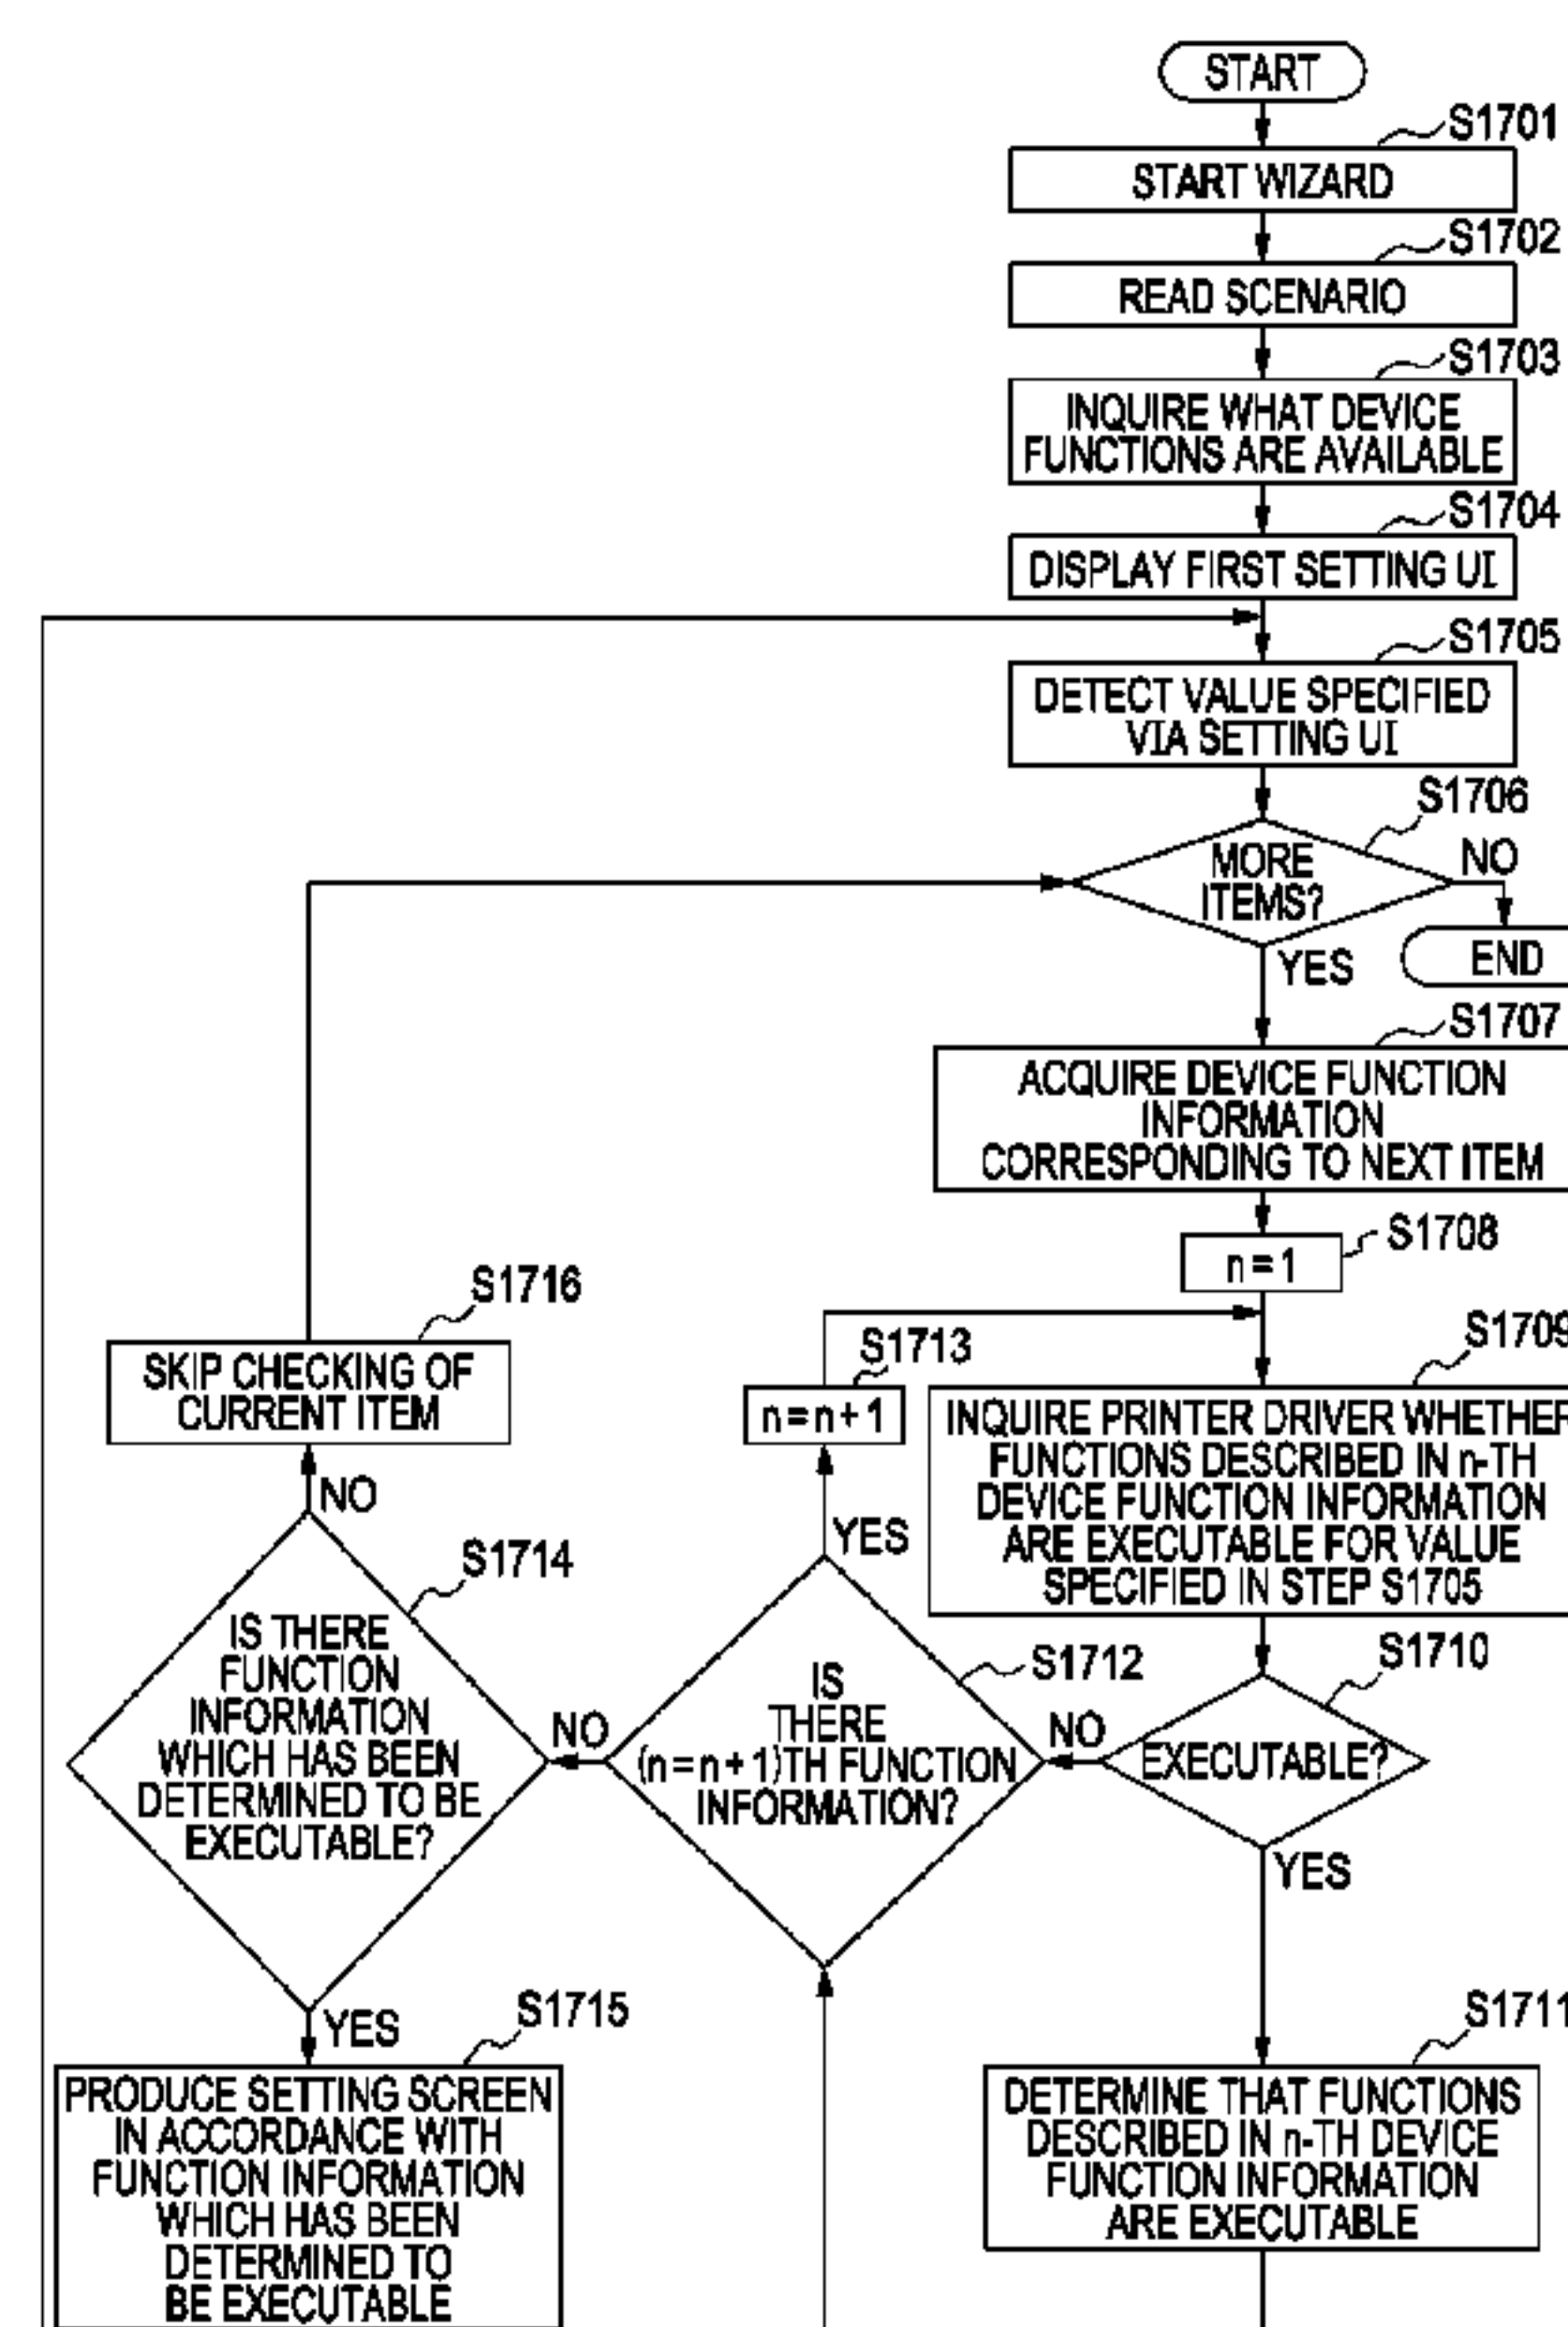 START
S1701
START WIZARD
S1702
READ SCENARIO
S1703
INQUIRE WHAT DEVICE
FUNCTIONS ARE AVAILABLE
S1704
DISPLAY FIRST SETTING UI
S1705
DETECT VALUE SPECIFIED
VIA SETTING UI
S1706
MORE
ITEMS?
NO
END
YES
S1707
ACQUIRE DEVICE FUNCTION
INFORMATION
CORRESPONDING TO NEXT ITEM
S1708
n = 1
S1709
INQUIRE PRINTER DRIVER WHETHER
FUNCTIONS DESCRIBED IN n-TH
DEVICE FUNCTION INFORMATION
ARE EXECUTABLE FOR VALUE
SPECIFIED IN STEP S1705
S1710
EXECUTABLE?
NO
YES
S1711
DETERMINE THAT FUNCTIONS
DESCRIBED IN n-TH DEVICE
FUNCTION INFORMATION
ARE EXECUTABLE
S1712
IS
THERE
(n = n + 1)TH FUNCTION
INFORMATION?
YES
S1713
n = n + 1
NO
S1714
IS THERE
FUNCTION
INFORMATION
WHICH HAS BEEN
DETERMINED TO BE
EXECUTABLE?
NO
S1716
SKIP CHECKING OF
CURRENT ITEM
YES
S1715
PRODUCE SETTING SCREEN
IN ACCORDANCE WITH
FUNCTION INFORMATION
WHICH HAS BEEN
DETERMINED TO
BE EXECUTABLE